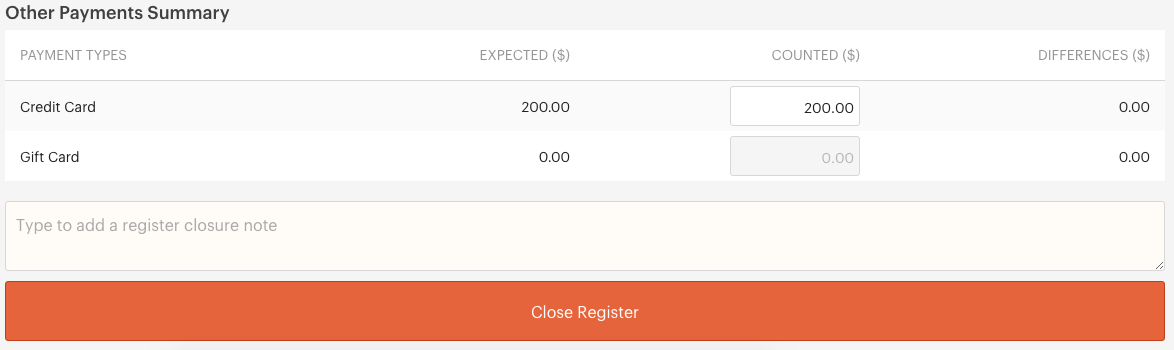 Other Payments Summary
PAYMENT TYPES EXPECTED ($) COUNTED ($) DIFFERENCES ($)
Credit Card 200.00 200.00 0.00
Gift Card 0.00 0.00 0.00
Type to add a register closure note
Close Register